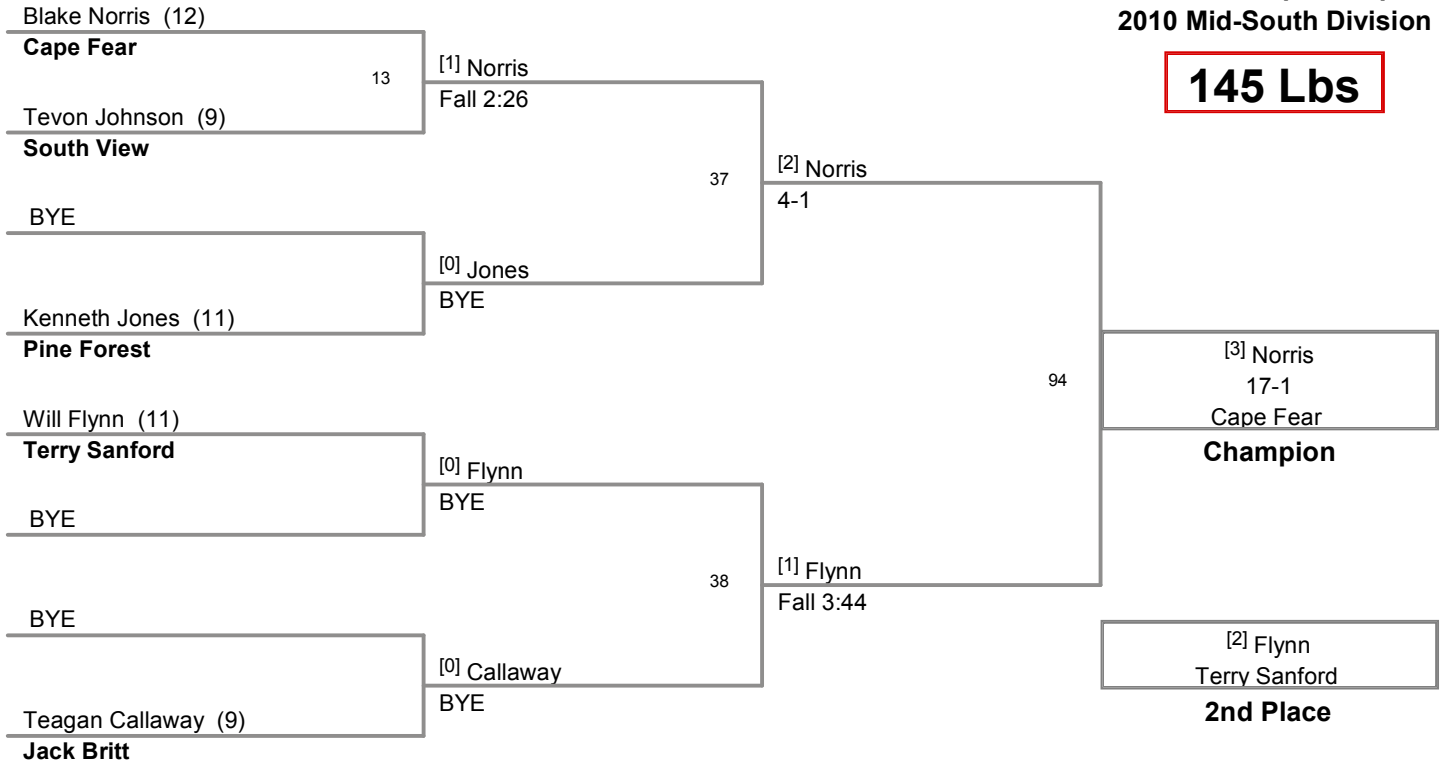 2010 Mid-South Division
145 Lbs
Blake Norris (12)
Cape Fear
13
Tevon Johnson (9)
South View
[1] Norris
Fall 2:26
BYE
Kenneth Jones (11)
Pine Forest
[0] Jones
BYE
37
[2] Norris
4-1
Will Flynn (11)
Terry Sanford
BYE
[0] Flynn
BYE
BYE
Teagan Callaway (9)
Jack Britt
[0] Callaway
BYE
38
[1] Flynn
Fall 3:44
94
[3] Norris
17-1
Cape Fear
Champion
[2] Flynn
Terry Sanford
2nd Place